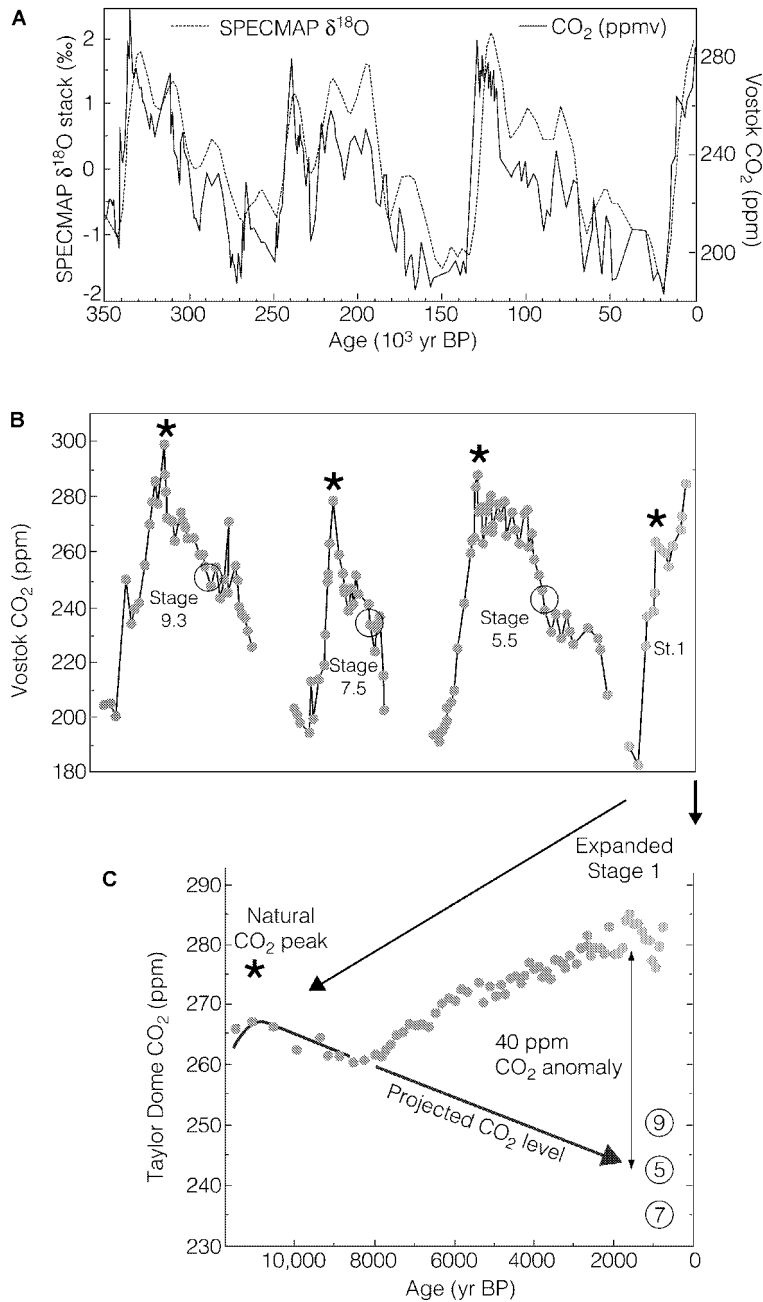 A
SPECMAP δ¹⁸O
CO₂ (ppmv)
SPECMAP δ¹⁸O stack (‰)
2
1
0
-1
-2
Vostok CO₂ (ppm)
280
240
200
350
300
250
200
150
100
50
0
Age (10³ yr BP)
B
Vostok CO₂ (ppm)
300
280
260
240
220
200
180
Stage
9.3
Stage
7.5
Stage
5.5
St.1
Expanded
Stage 1
C
Taylor Dome CO₂ (ppm)
290
280
270
260
250
240
230
Natural
CO₂ peak
40 ppm
CO₂ anomaly
Projected CO₂ level
9
5
7
10,000
8000
6000
4000
2000
0
Age (yr BP)